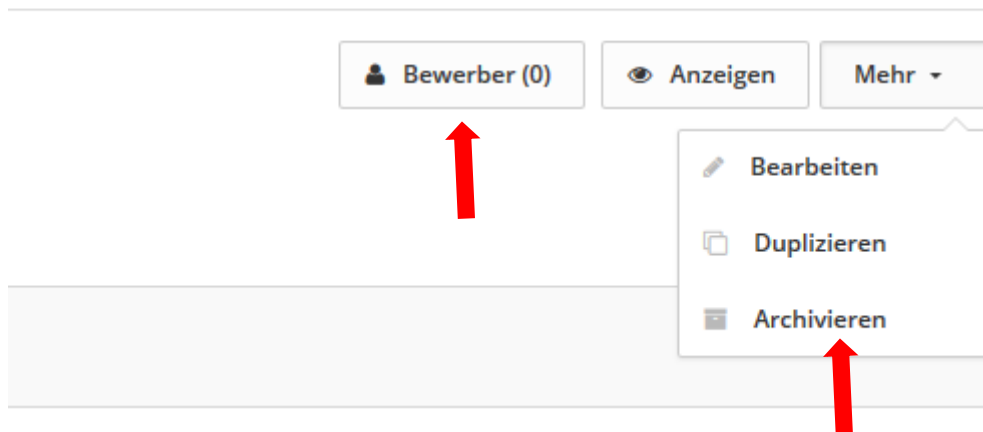 Bewerber (0)
Anzeigen
Mehr
Bearbeiten
Duplizieren
Archivieren